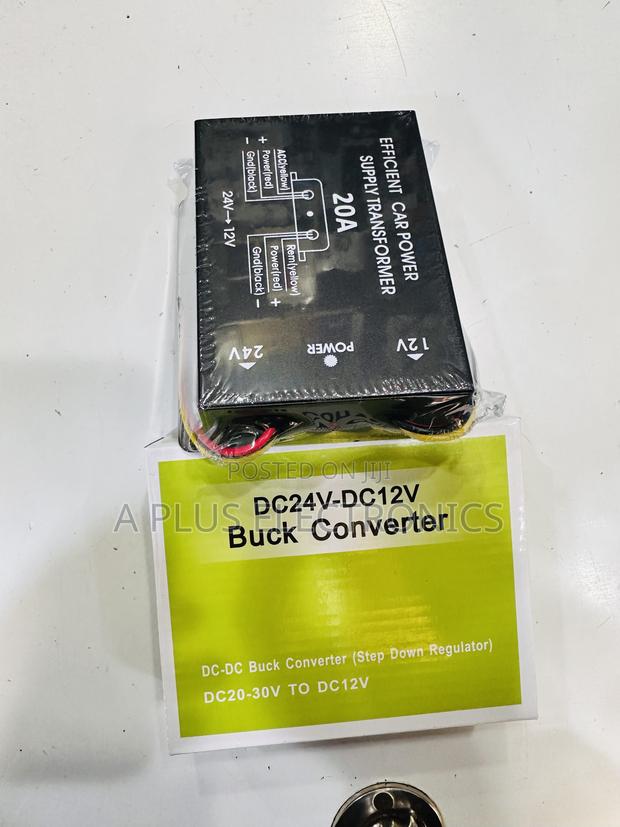 EFFICIENT CAR POWER
SUPPLY TRANSFORMER
20A
ACC(yellow)
+ Power(red)
− Gnd(black)
Rem(yellow)
Power(red) +
Gnd(black) −
24V→12V
24V
POWER
12V
POSTED ON JIJI
A PLUS ELECTRONICS
DC24V-DC12V
Buck Converter
DC-DC Buck Converter (Step Down Regulator)
DC20-30V TO DC12V